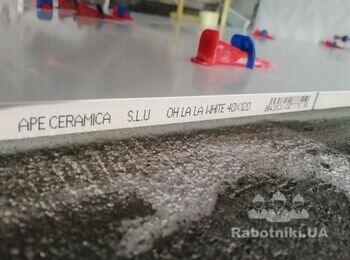 APE CERAMICA S.L.U OH LA LA WHITE 40X120
Rabotniki.UA